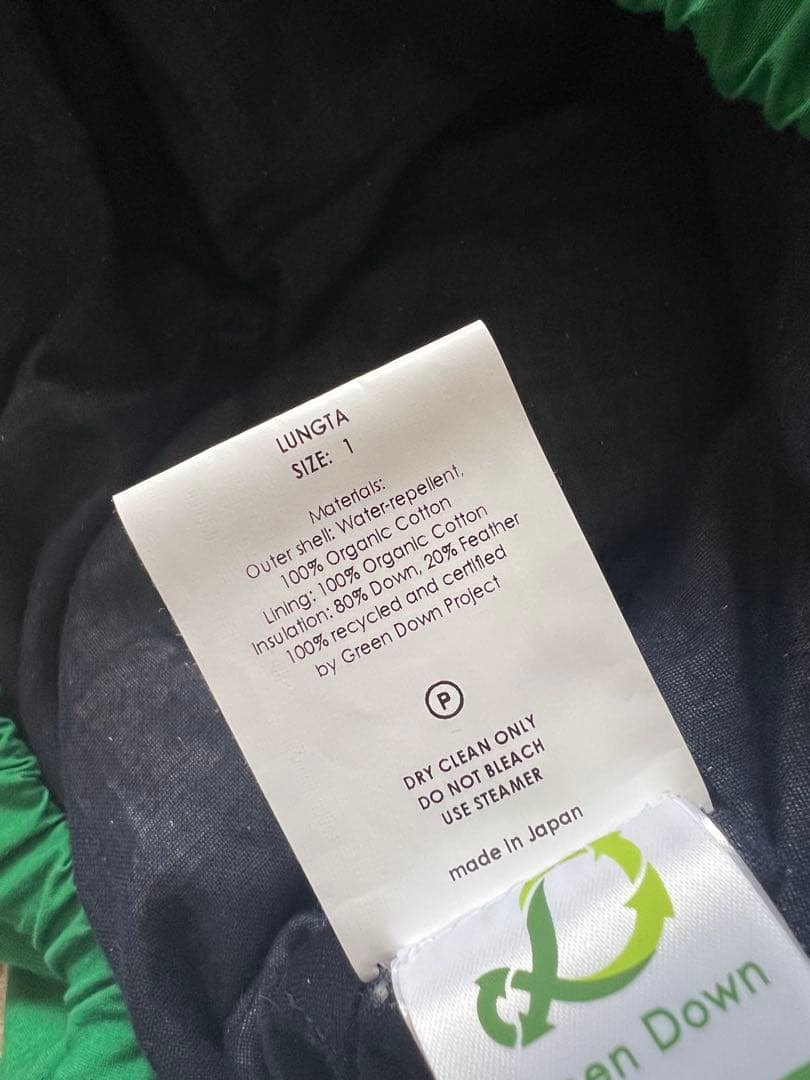 LUNGTA
SIZE: 1
Materials:
Outer shell: Water-repellent,
100% Organic Cotton
Lining: 100% Organic Cotton
Insulation: 80% Down, 20% Feather
100% recycled and certified
by Green Down Project
P
DRY CLEAN ONLY
DO NOT BLEACH
USE STEAMER
made in Japan
en Down